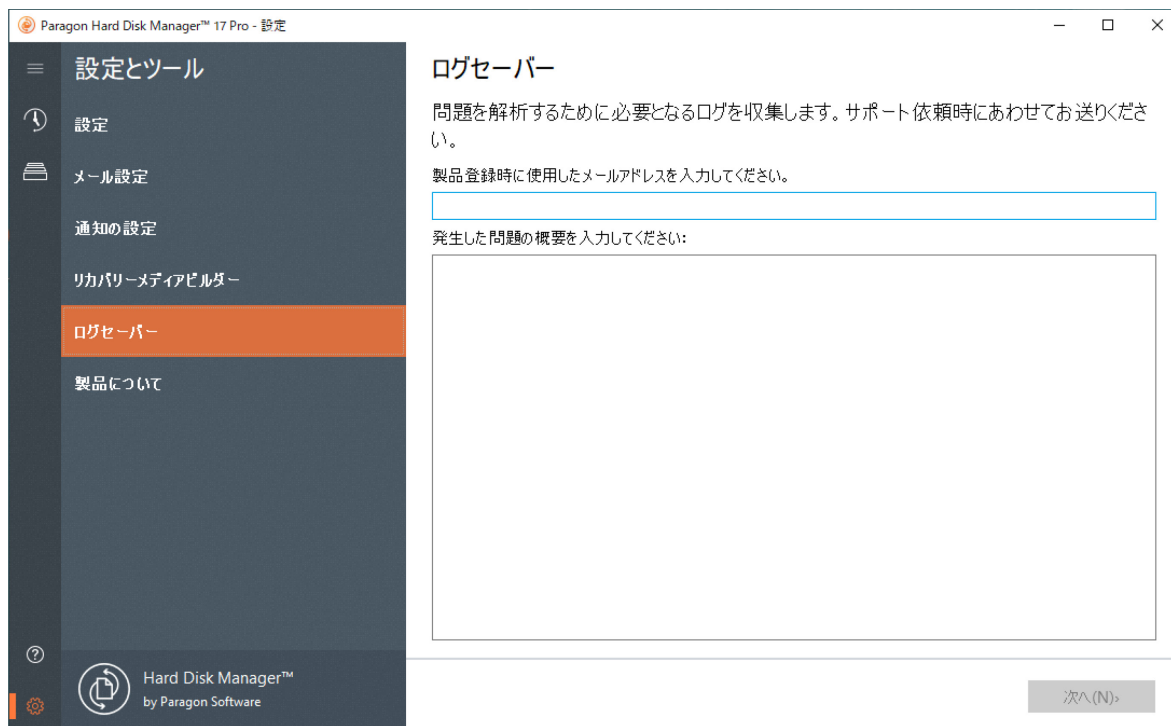 Paragon Hard Disk Manager™ 17 Pro - 設定
設定とツール
設定
メール設定
通知の設定
リカバリーメディアビルダー
ログセーバー
製品について
Hard Disk Manager™
by Paragon Software
ログセーバー
問題を解析するために必要となるログを収集します。サポート依頼時にあわせてお送りくださ
い。
製品登録時に使用したメールアドレスを入力してください。
発生した問題の概要を入力してください:
次へ(N)›